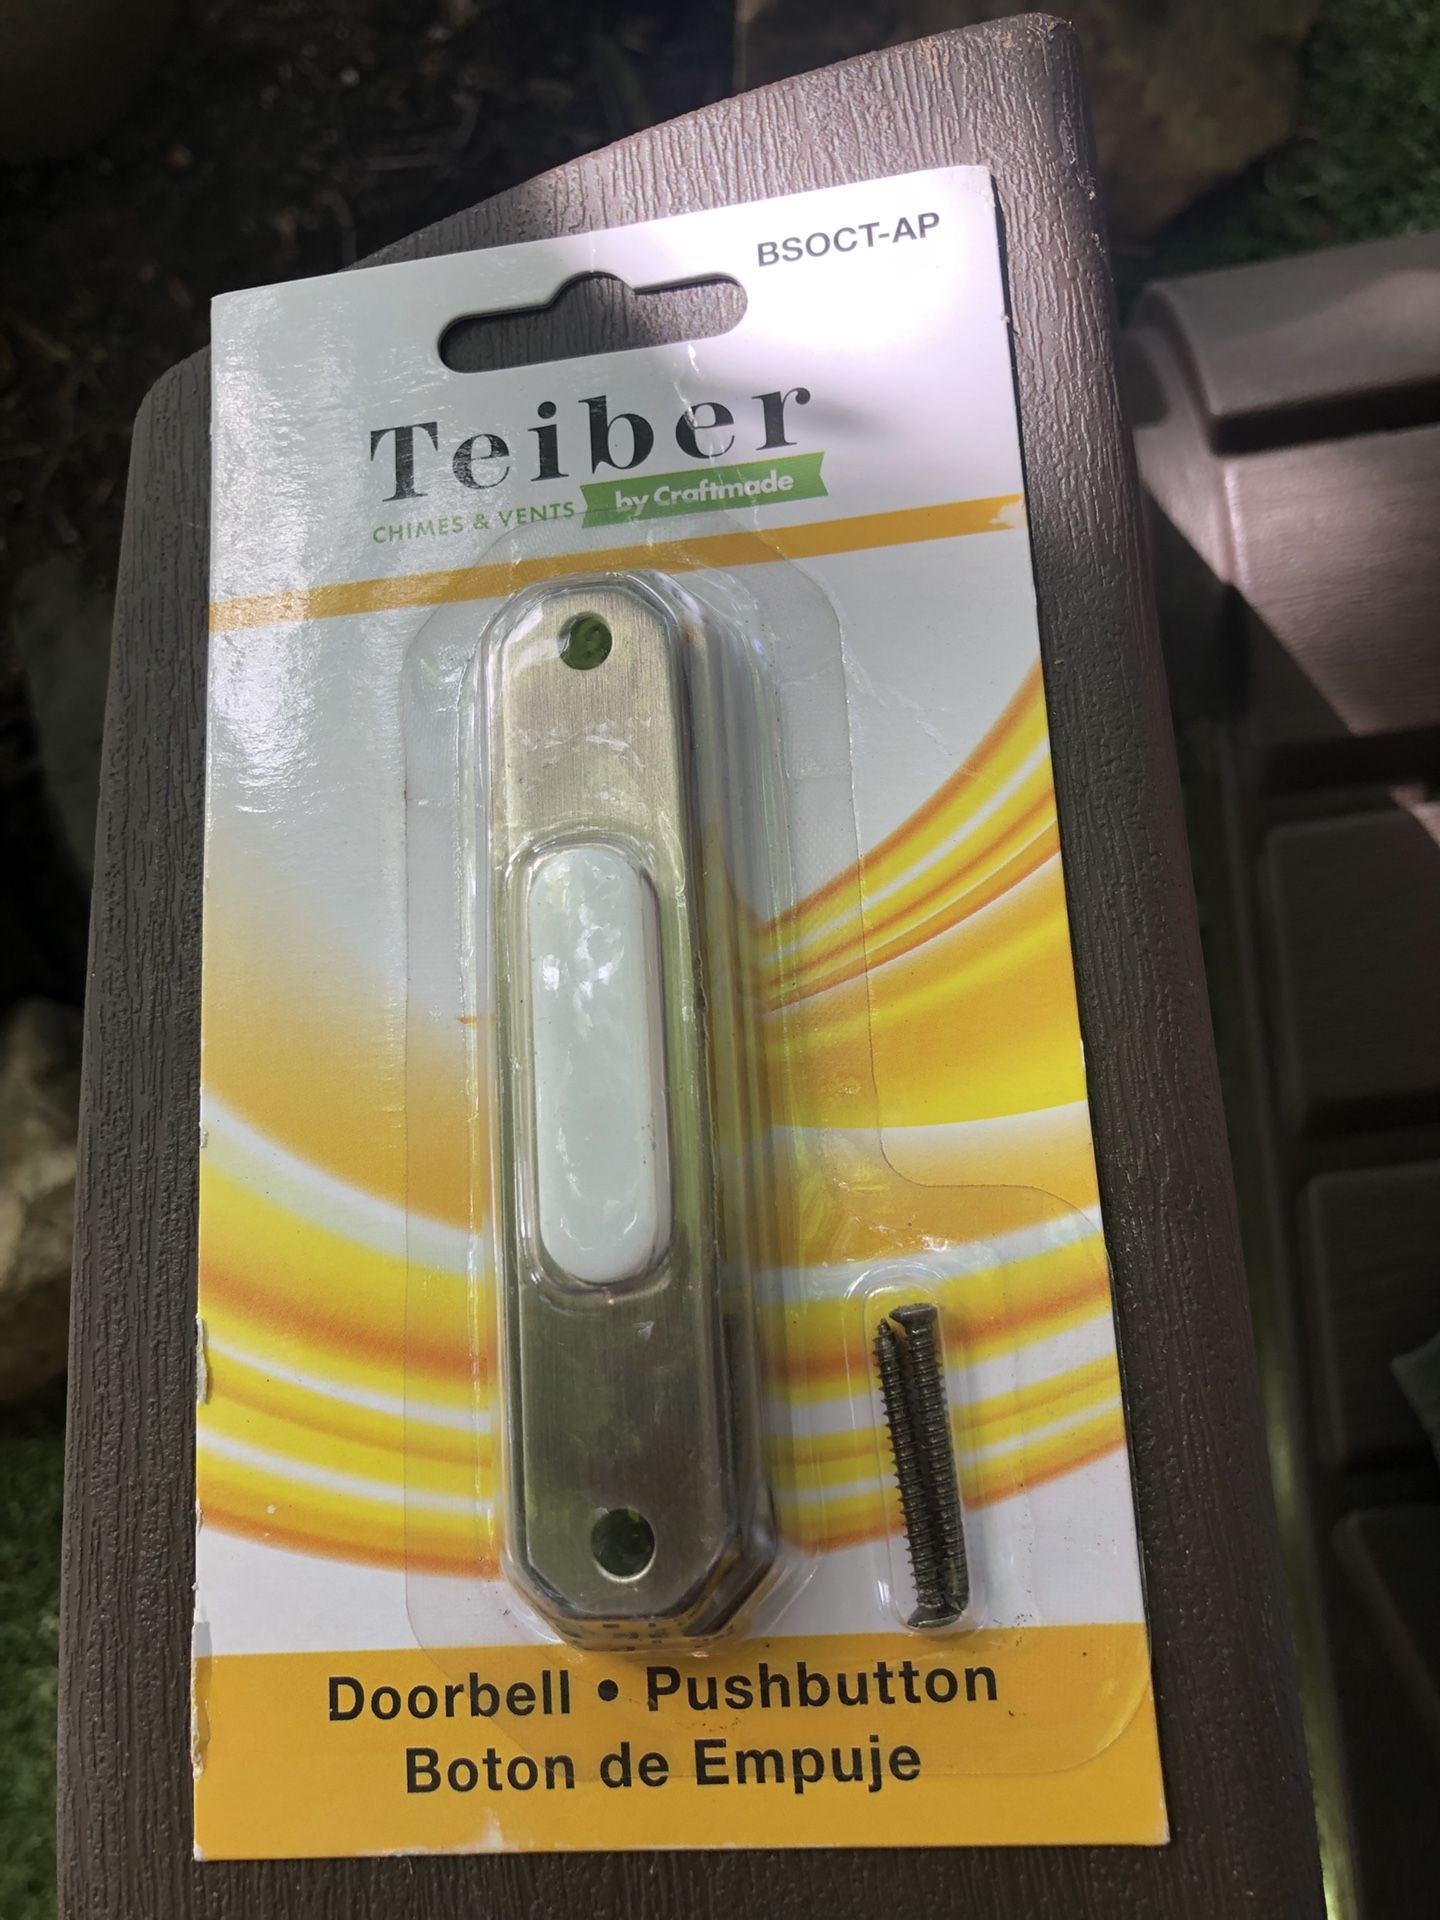 BSOCT-AP
Teiber
CHIMES & VENTS by Craftmade
Doorbell • Pushbutton
Boton de Empuje